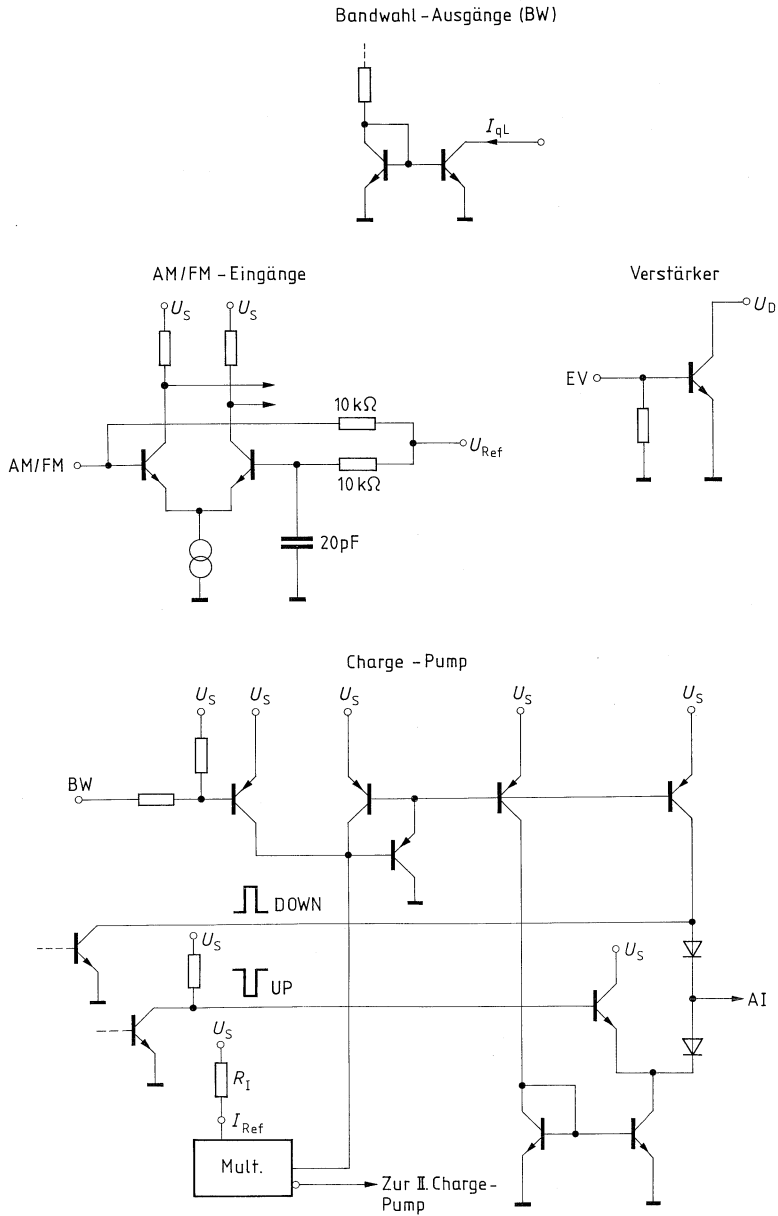 Bandwahl-Ausgänge (BW)
I_qL
AM/FM-Eingänge
Verstärker
U_S
U_S
U_D
EV
10 kΩ
AM/FM
U_Ref
10 kΩ
20pF
Charge-Pump
U_S
U_S
U_S
U_S
U_S
BW
DOWN
U_S
U_S
UP
AI
U_S
R_I
I_Ref
Mult.
Zur II. Charge-
Pump